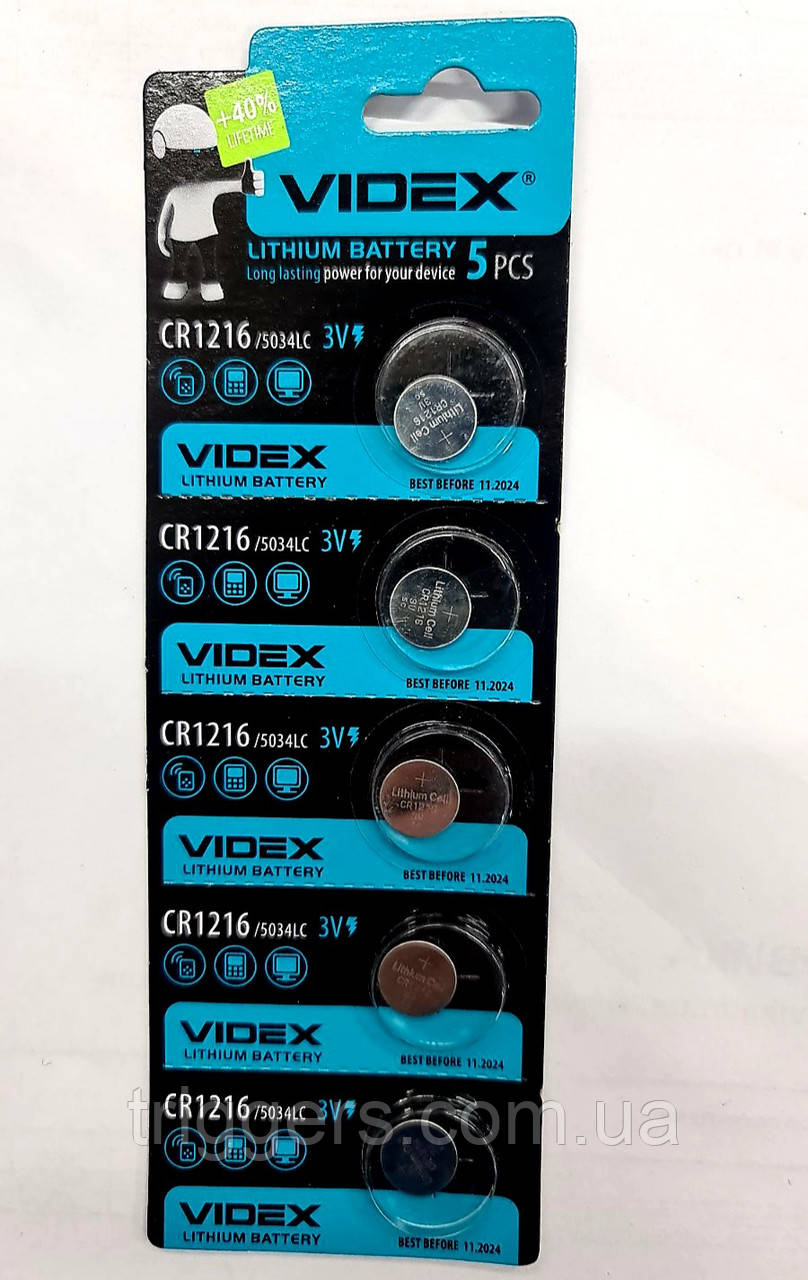 +40%
LIFETIME
VIDEX®
LITHIUM BATTERY
Long lasting power for your device
5 PCS
CR1216 /5034LC 3V
Lithium Cell
CR1216
3V
SC
VIDEX
LITHIUM BATTERY
BEST BEFORE 11.2024
CR1216 /5034LC 3V
Lithium Cell
CR1216
3V
SC
VIDEX
LITHIUM BATTERY
BEST BEFORE 11.2024
CR1216 /5034LC 3V
Lithium Cell
VIDEX
LITHIUM BATTERY
BEST BEFORE 11.2024
CR1216 /5034LC 3V
Lithium Cell
VIDEX
LITHIUM BATTERY
BEST BEFORE 11.2024
CR1216 /5034LC 3V
triggers.com.ua
VIDEX
LITHIUM BATTERY
BEST BEFORE 11.2024